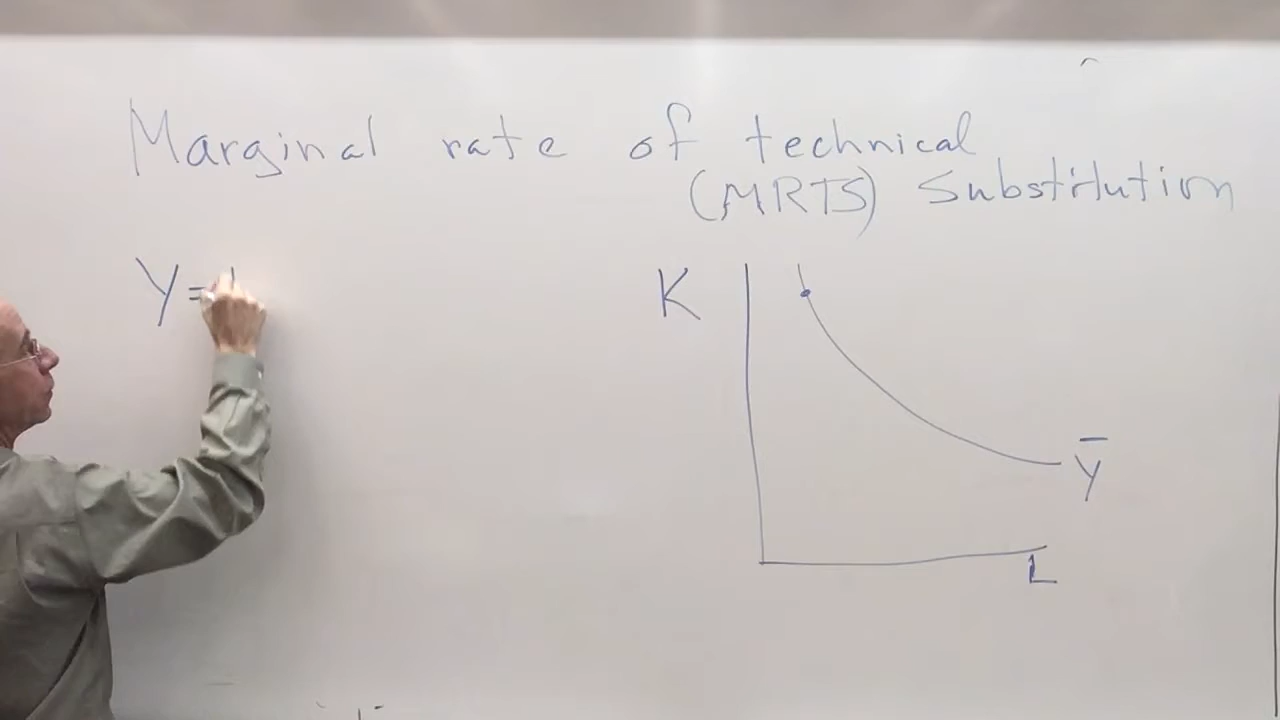 Marginal rate of technical
(MRTS) Substitution
Y=
K
Y̅
L